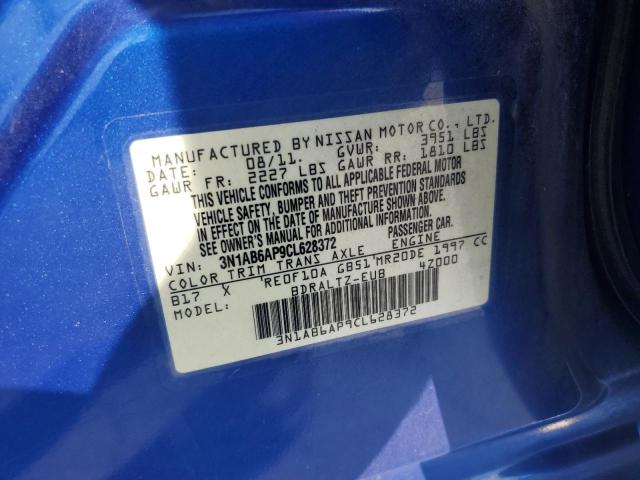 MANUFACTURED BY NISSAN MOTOR CO., LTD.
DATE: 08/11. GVWR: 3951 LBS
GAWR FR: 2227 LBS GAWR RR: 1810 LBS
THIS VEHICLE CONFORMS TO ALL APPLICABLE FEDERAL MOTOR
VEHICLE SAFETY, BUMPER AND THEFT PREVENTION STANDARDS
IN EFFECT ON THE DATE OF MANUFACTURE SHOWN ABOVE.
SEE OWNER'S MANUAL FOR ADDITIONAL INFORMATION.
VIN: 3N1AB6AP9CL628372 PASSENGER CAR.
COLOR TRIM TRANS AXLE ENGINE
B17 X RE0F10A GB51 MR20DE 1997 CC
MODEL: BDRALTZ-EUB 4Z000
3N1AB6AP9CL628372